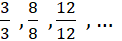 3/3 , 8/8 , 12/12 , ...